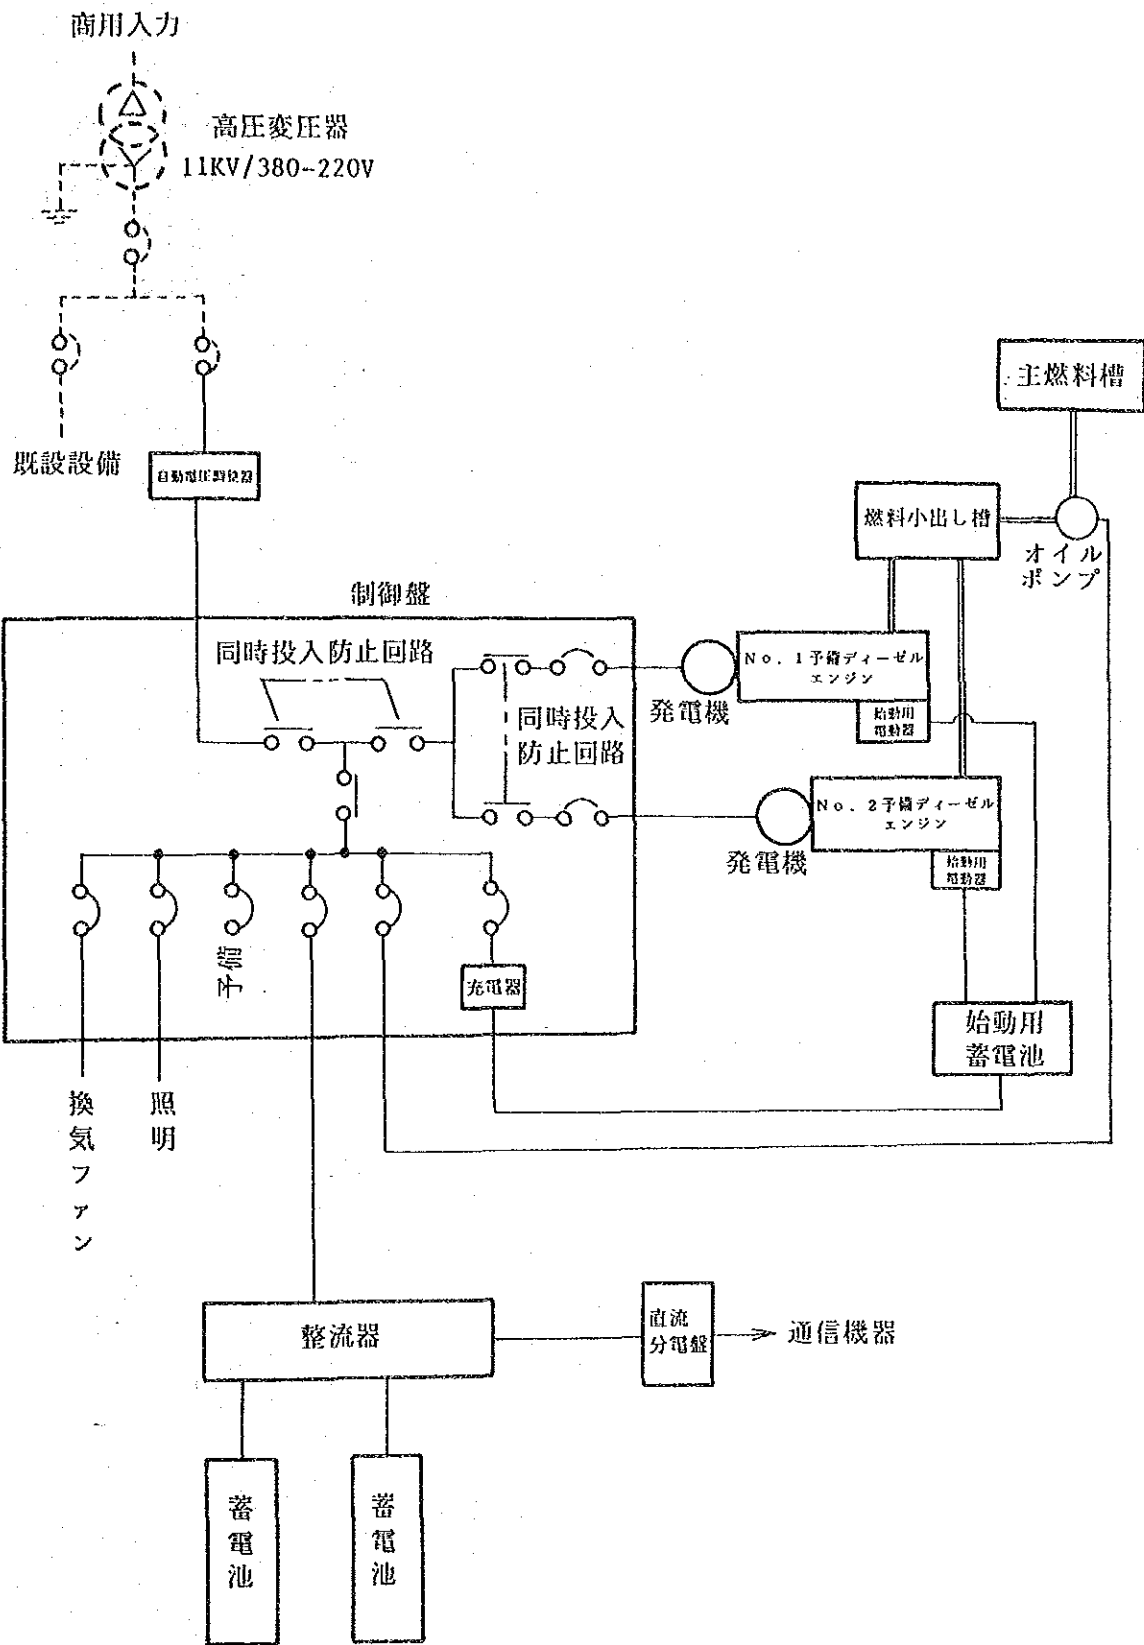 商用入力
高圧変圧器
11KV/380-220V
既設設備
自動電圧調整器
主燃料槽
燃料小出し槽
オイル
ポンプ
制御盤
同時投入防止回路
同時投入
防止回路
発電機
No.1予備ディーゼル
エンジン
始動用
電動器
発電機
No.2予備ディーゼル
エンジン
始動用
電動器
予備
充電器
始動用
蓄電池
換気ファン
照明
整流器
直流
分電盤
通信機器
蓄電池
蓄電池